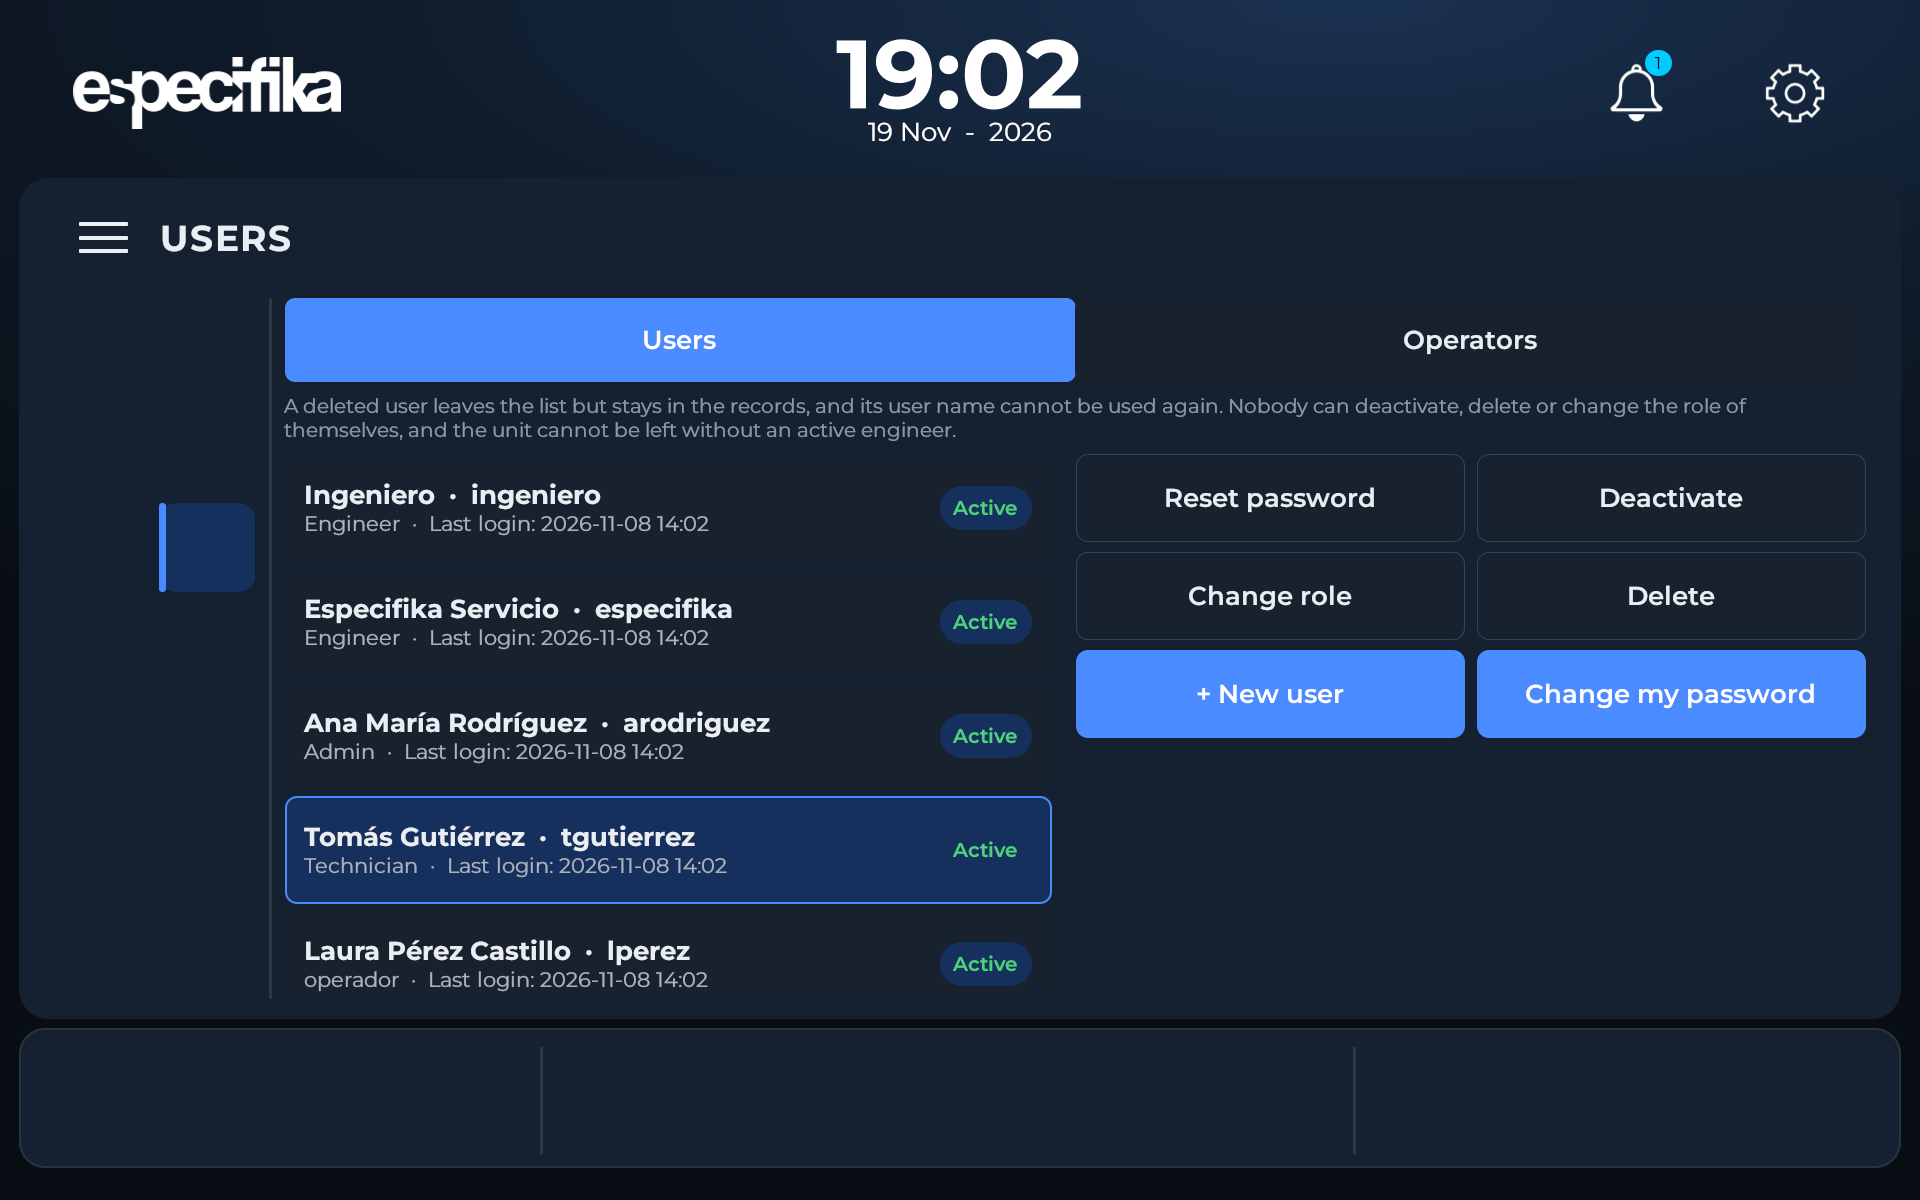 especifika
19:02
19 Nov - 2026
1
USERS
Users
Operators
A deleted user leaves the list but stays in the records, and its user name cannot be used again. Nobody can deactivate, delete or change the role of
themselves, and the unit cannot be left without an active engineer.
Ingeniero · ingeniero
Engineer · Last login: 2026-11-08 14:02
Active
Especifika Servicio · especifika
Engineer · Last login: 2026-11-08 14:02
Active
Ana María Rodríguez · arodriguez
Admin · Last login: 2026-11-08 14:02
Active
Tomás Gutiérrez · tgutierrez
Technician · Last login: 2026-11-08 14:02
Active
Laura Pérez Castillo · lperez
operador · Last login: 2026-11-08 14:02
Active
Reset password
Deactivate
Change role
Delete
+ New user
Change my password